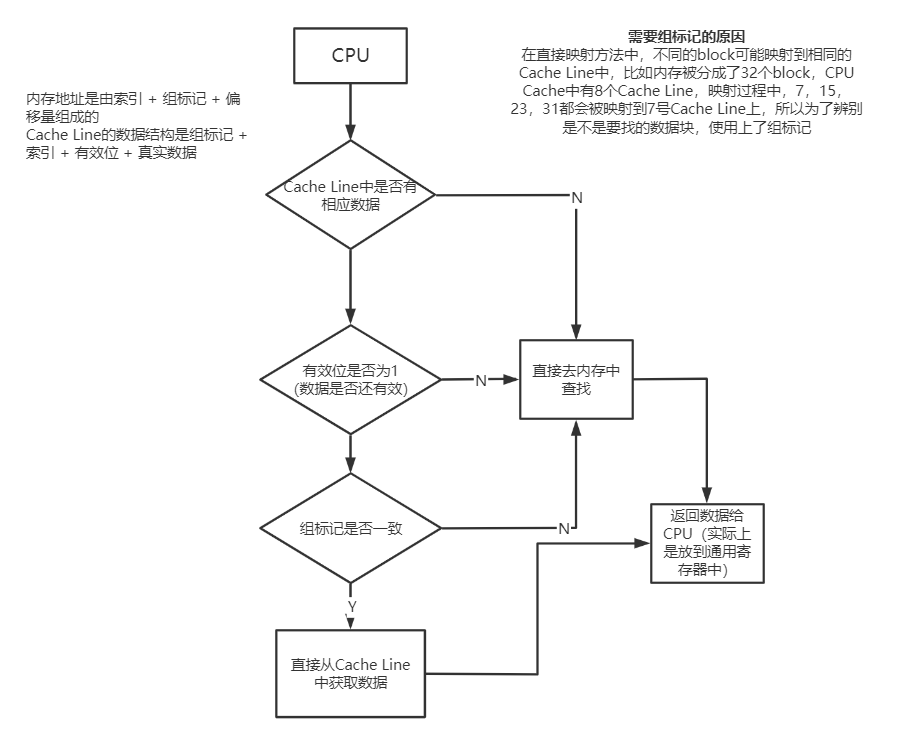 CPU
需要组标记的原因
在直接映射方法中，不同的block可能映射到相同的
Cache Line中，比如内存被分成了32个block，CPU
Cache中有8个Cache Line，映射过程中，7，15，
23，31都会被映射到7号Cache Line上，所以为了辨别
是不是要找的数据块，使用上了组标记
内存地址是由索引 + 组标记 + 偏
移量组成的
Cache Line的数据结构是组标记 +
索引 + 有效位 + 真实数据
Cache Line中是否有
相应数据
N
有效位是否为1
(数据是否还有效)
N
直接去内存中
查找
组标记是否一致
N
返回数据给
CPU（实际上
是放到通用寄
存器中）
Y
直接从Cache Line
中获取数据